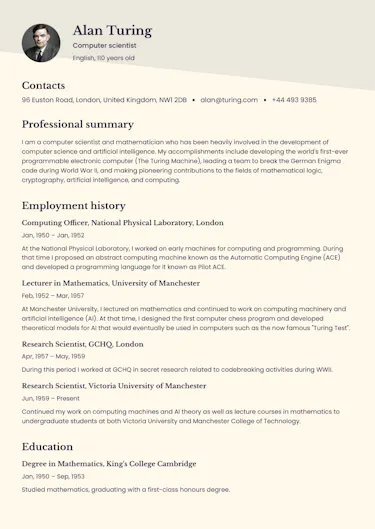 Alan Turing
Computer scientist
English, 110 years old
Contacts
96 Euston Road, London, United Kingdom, NW1 2DB • alan@turing.com • +44 493 9385
Professional summary
I am a computer scientist and mathematician who has been heavily involved in the development of
computer science and artificial intelligence. My accomplishments include developing the world's first-ever
programmable electronic computer (The Turing Machine), leading a team to break the German Enigma
code during World War II, and making pioneering contributions to the fields of mathematical logic,
cryptography, artificial intelligence, and computing.
Employment history
Computing Officer, National Physical Laboratory, London
Jan, 1950 – Jan, 1952
At the National Physical Laboratory, I worked on early machines for computing and programming. During
that time I proposed an abstract computing machine known as the Automatic Computing Engine (ACE)
and developed a programming language for it known as Pilot ACE.
Lecturer in Mathematics, University of Manchester
Feb, 1952 – Mar, 1957
At Manchester University, I lectured on mathematics and continued to work on computing machinery and
artificial intelligence (AI). At that time, I designed the first computer chess program and developed
theoretical models for AI that would eventually be used in computers such as the now famous "Turing Test".
Research Scientist, GCHQ, London
Apr, 1957 – May, 1959
During this period I worked at GCHQ in secret research related to codebreaking activities during WWII.
Research Scientist, Victoria University of Manchester
Jun, 1959 – Present
Continued my work on computing machines and AI theory as well as lecture courses in mathematics to
undergraduate students at both Victoria University and Manchester College of Technology.
Education
Degree in Mathematics, King's College Cambridge
Jan, 1950 – Sep, 1953
Studied mathematics, graduating with a first-class honours degree.